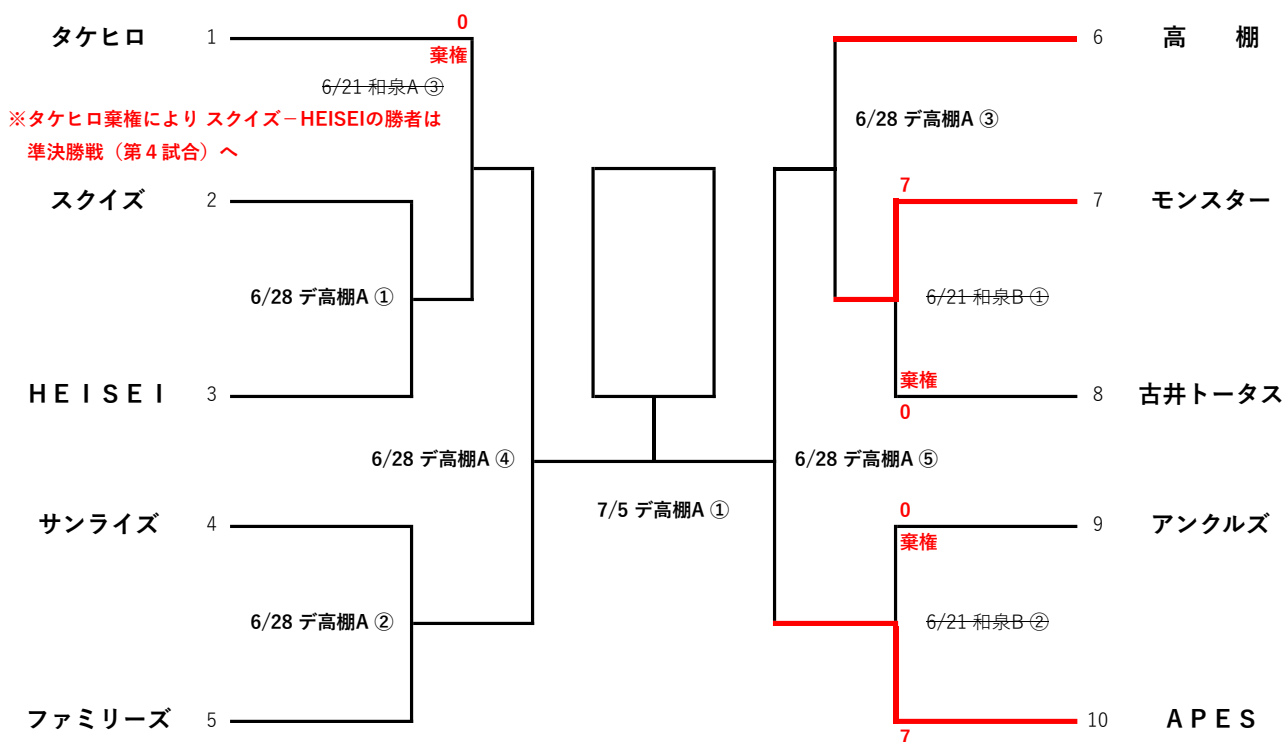 タケヒロ 1
0
棄権
6/21 和泉A ③
※タケヒロ棄権により スクイズ－HEISEIの勝者は
準決勝戦（第４試合）へ
スクイズ 2
6/28 デ高棚A ①
ＨＥＩＳＥＩ 3
6/28 デ高棚A ④
サンライズ 4
6/28 デ高棚A ②
ファミリーズ 5
7/5 デ高棚A ①
6 高　棚
6/28 デ高棚A ③
7
7 モンスター
6/21 和泉B ①
棄権
0
8 古井トータス
6/28 デ高棚A ⑤
0
棄権
9 アンクルズ
6/21 和泉B ②
7
10 ＡＰＥＳ